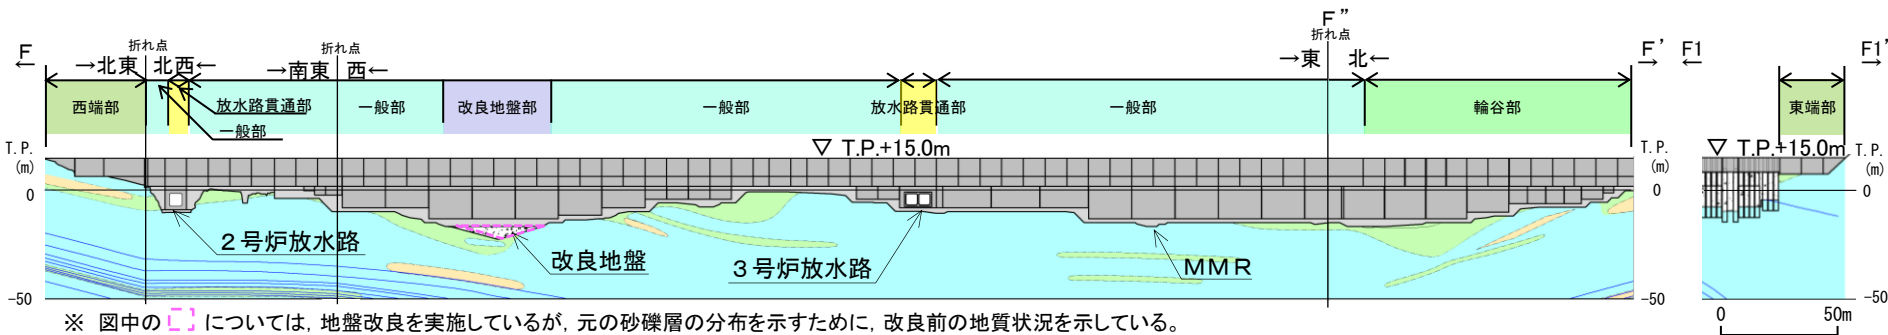 F”
折れ点 折れ点 折れ点
F →北東 北西← →南東 西← →東 北← F’ F1 F1’
西端部 放水路貫通部 一般部 改良地盤部 一般部 放水路貫通部 一般部 輪谷部 東端部
一般部
T.P. ▽ T.P.+15.0m T.P. ▽ T.P.+15.0m T.P.
(m) (m) (m)
0 0 0
2号炉放水路 改良地盤 3号炉放水路 MMR
-50 -50 -50
0 50m
※ 図中の については,地盤改良を実施しているが,元の砂礫層の分布を示すために,改良前の地質状況を示している。